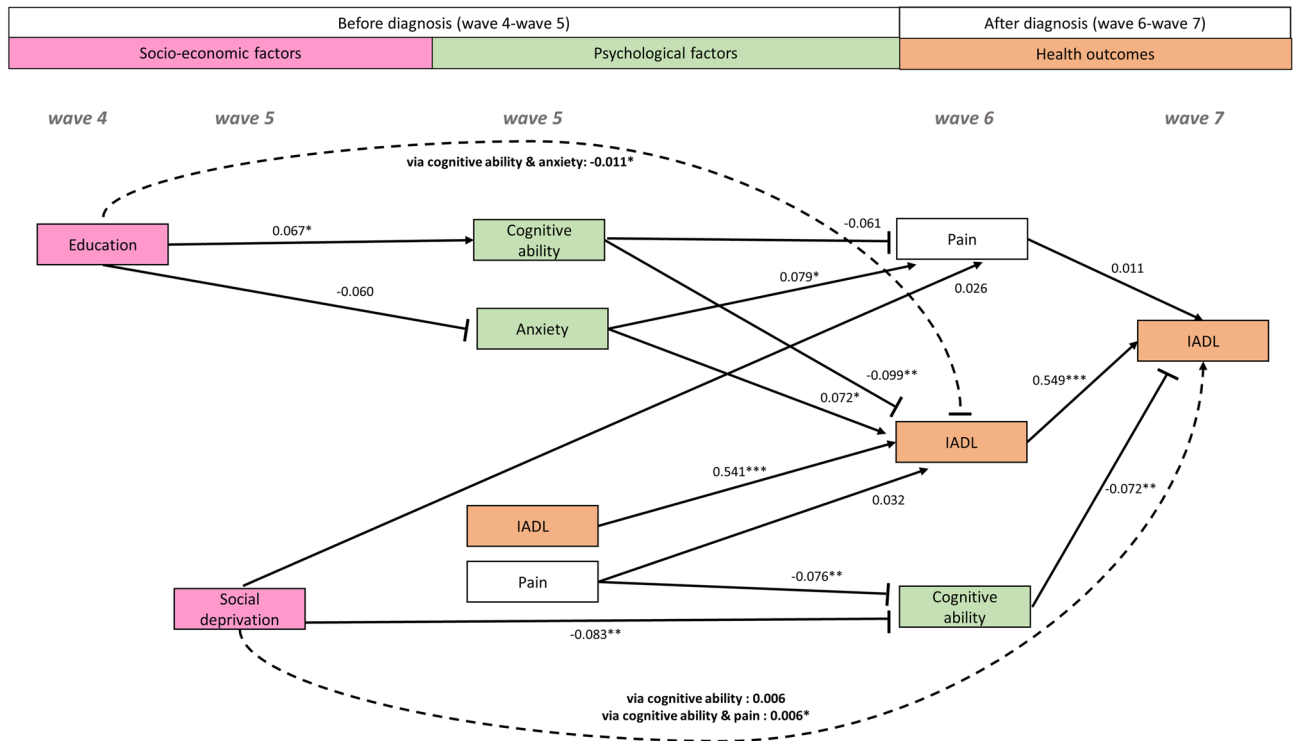 Before diagnosis (wave 4-wave 5)
After diagnosis (wave 6-wave 7)
Socio-economic factors
Psychological factors
Health outcomes
wave 4
wave 5
wave 5
wave 6
wave 7
via cognitive ability & anxiety: -0.011*
Education
0.067*
Cognitive
ability
-0.061
Pain
0.079*
0.026
0.011
-0.060
Anxiety
IADL
-0.099**
0.072*
0.549***
IADL
0.541***
0.032
-0.072**
IADL
Pain
-0.076**
Social
deprivation
Cognitive
ability
-0.083**
via cognitive ability : 0.006
via cognitive ability & pain : 0.006*